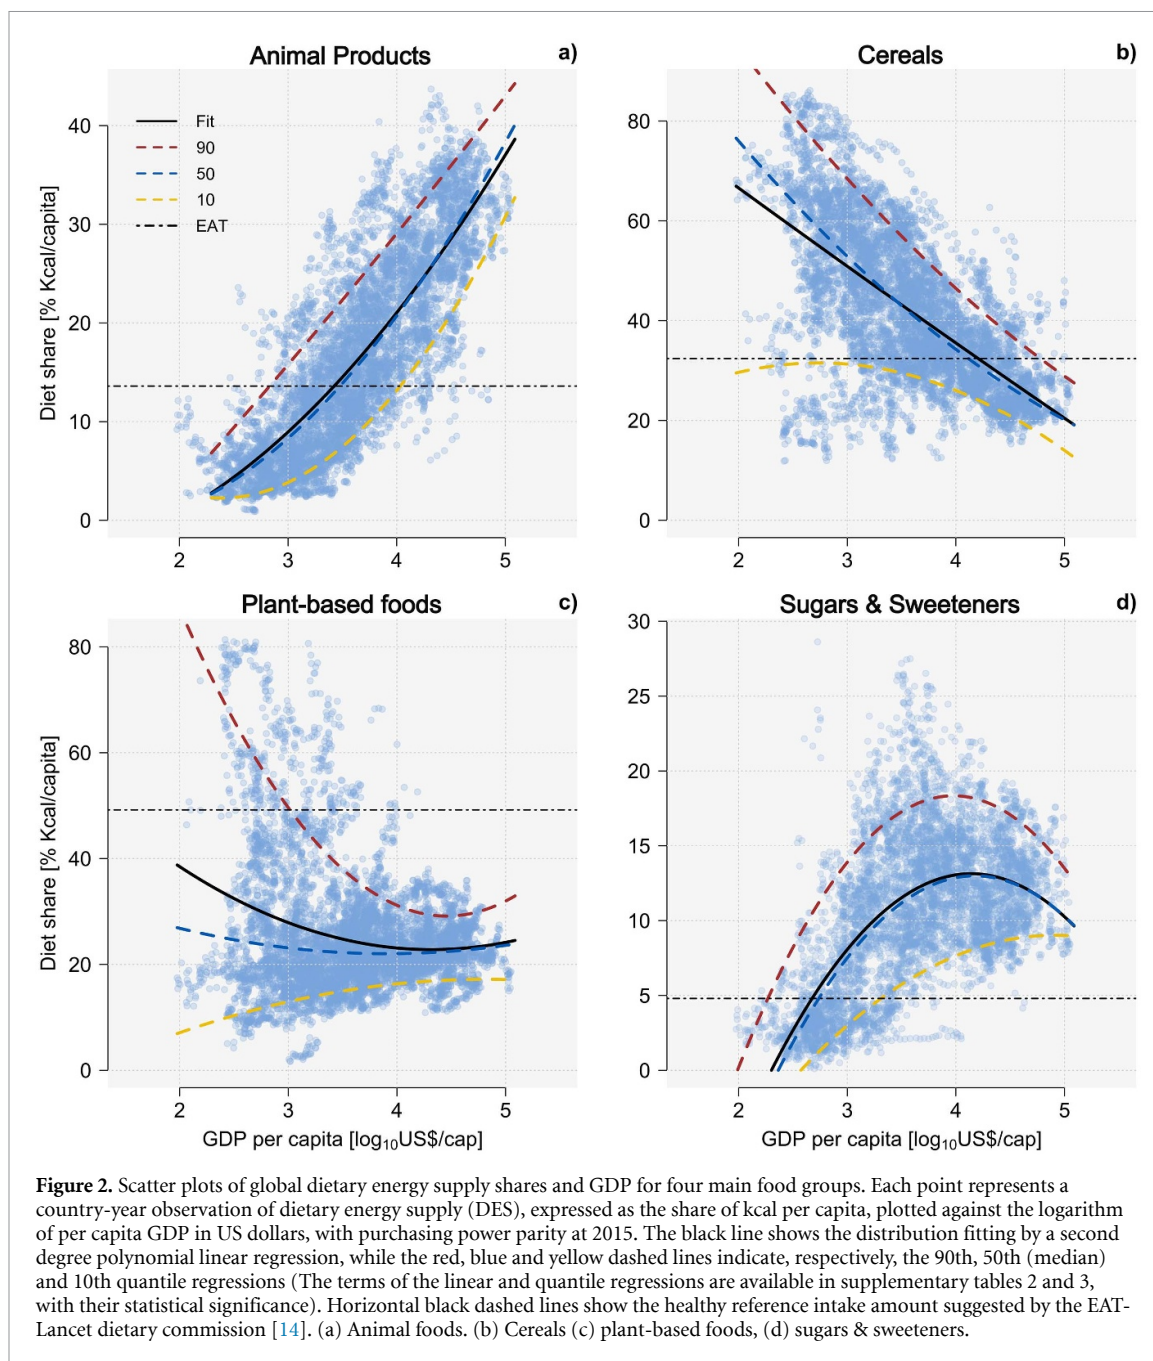 Animal Products
a)
Diet share [% Kcal/capita]
40
30
20
10
0
Fit
90
50
10
EAT
2
3
4
5
Cereals
b)
80
60
40
20
0
2
3
4
5
Plant-based foods
c)
Diet share [% Kcal/capita]
80
60
40
20
0
2
3
4
5
GDP per capita [log₁₀US$/cap]
Sugars & Sweeteners
d)
30
25
20
15
10
5
0
2
3
4
5
GDP per capita [log₁₀US$/cap]
Figure 2. Scatter plots of global dietary energy supply shares and GDP for four main food groups. Each point represents a
country-year observation of dietary energy supply (DES), expressed as the share of kcal per capita, plotted against the logarithm
of per capita GDP in US dollars, with purchasing power parity at 2015. The black line shows the distribution fitting by a second
degree polynomial linear regression, while the red, blue and yellow dashed lines indicate, respectively, the 90th, 50th (median)
and 10th quantile regressions (The terms of the linear and quantile regressions are available in supplementary tables 2 and 3,
with their statistical significance). Horizontal black dashed lines show the healthy reference intake amount suggested by the EAT-
Lancet dietary commission [14]. (a) Animal foods. (b) Cereals (c) plant-based foods, (d) sugars & sweeteners.